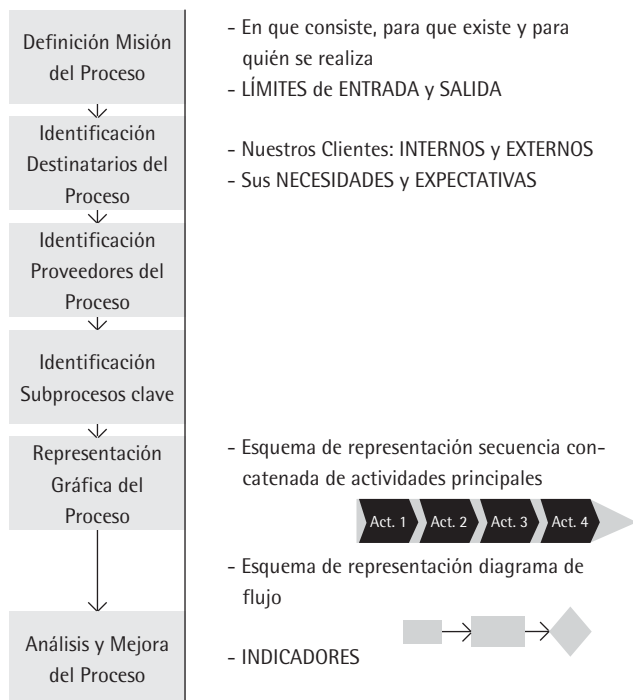 Definición Misión
del Proceso
- En que consiste, para que existe y para
quién se realiza
- LÍMITES de ENTRADA y SALIDA
Identificación
Destinatarios del
Proceso
- Nuestros Clientes: INTERNOS y EXTERNOS
- Sus NECESIDADES y EXPECTATIVAS
Identificación
Proveedores del
Proceso
Identificación
Subprocesos clave
Representación
Gráfica del
Proceso
- Esquema de representación secuencia con-
catenada de actividades principales
Act. 1 Act. 2 Act. 3 Act. 4
- Esquema de representación diagrama de
flujo
Análisis y Mejora
del Proceso
- INDICADORES